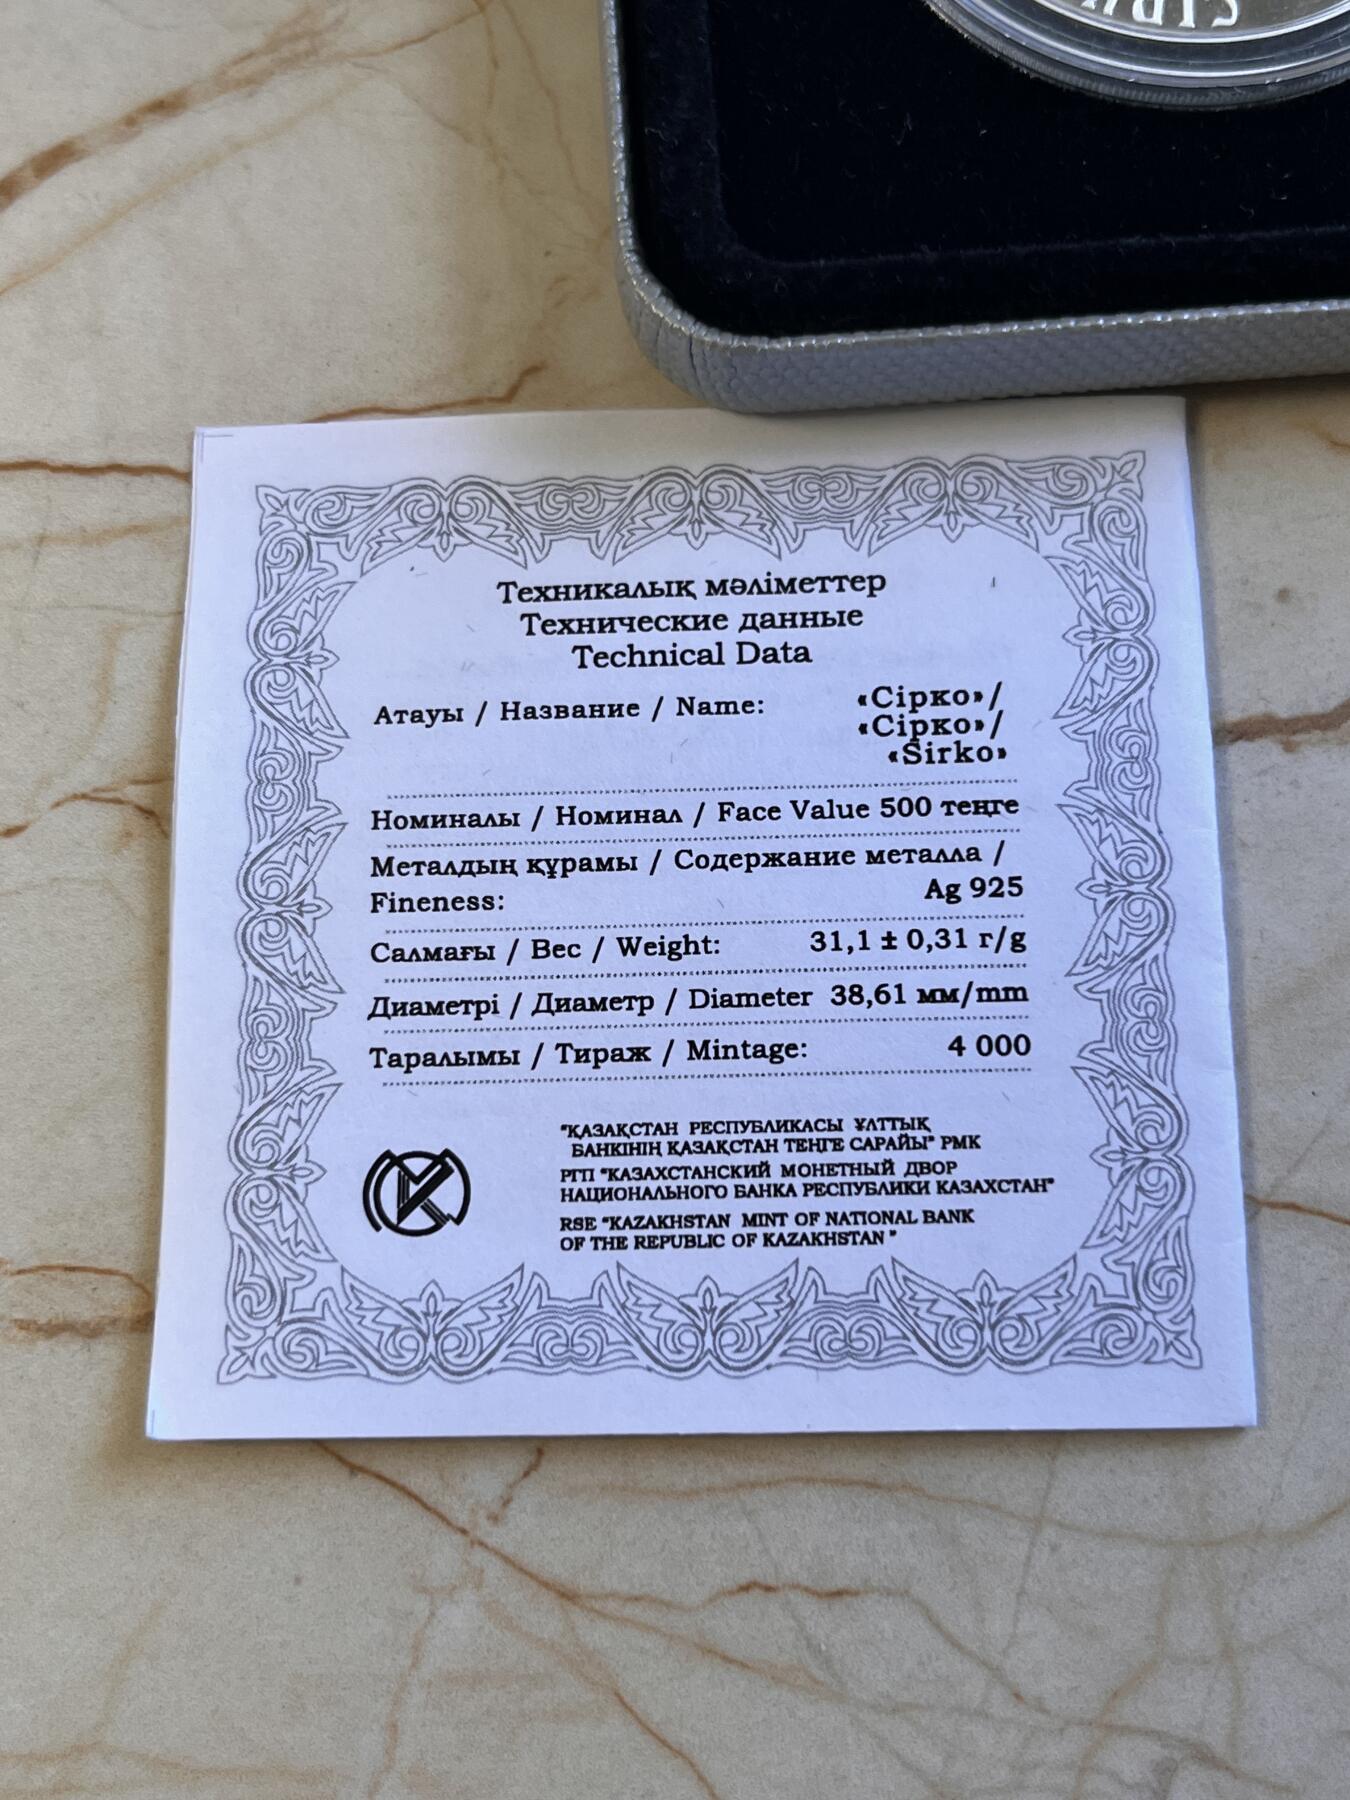 Техникалық мәліметтер
Технические данные
Technical Data
Атауы / Название / Name: «Сірко»/
«Сірко»/
«Sirko»
Номиналы / Номинал / Face Value 500 теңге
Металдың құрамы / Содержание металла /
Fineness: Ag 925
Салмағы / Вес / Weight: 31,1 ± 0,31 г/g
Диаметрі / Диаметр / Diameter 38,61 мм/mm
Таралымы / Тираж / Mintage: 4 000
"ҚАЗАҚСТАН РЕСПУБЛИКАСЫ ҰЛТТЫҚ
БАНКІНІҢ ҚАЗАҚСТАН ТЕҢГЕ САРАЙЫ" РМК
РГП "КАЗАХСТАНСКИЙ МОНЕТНЫЙ ДВОР
НАЦИОНАЛЬНОГО БАНКА РЕСПУБЛИКИ КАЗАХСТАН"
RSE "KAZAKHSTAN MINT OF NATIONAL BANK
OF THE REPUBLIC OF KAZAKHSTAN "